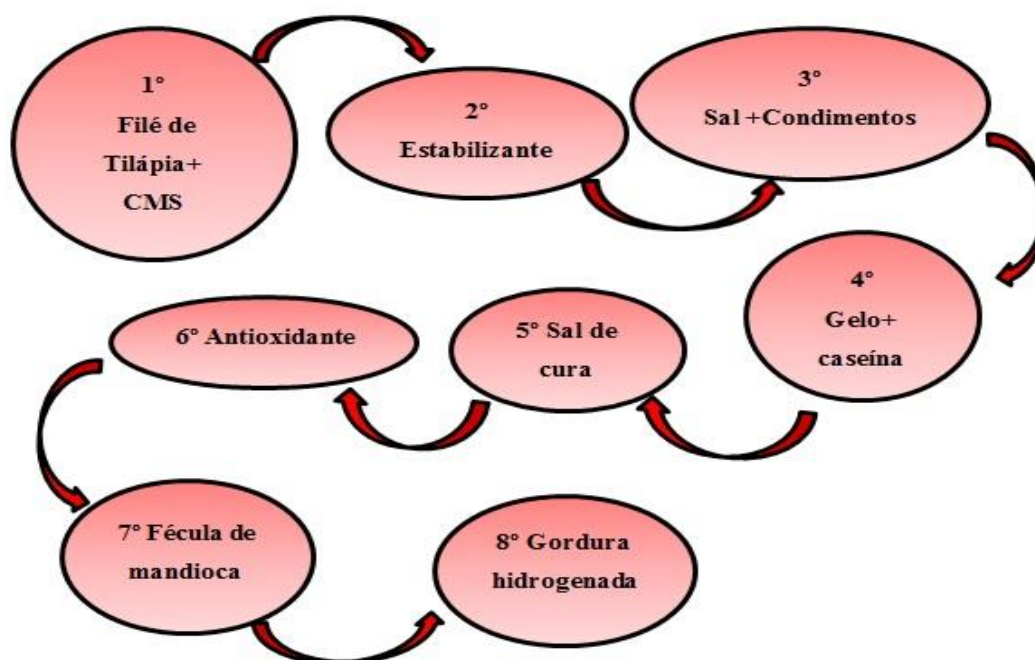 1°
Filé de
Tilápia+
CMS
2°
Estabilizante
3°
Sal +Condimentos
4°
Gelo+
caseína
5° Sal de
cura
6° Antioxidante
7° Fécula de
mandioca
8° Gordura
hidrogenada